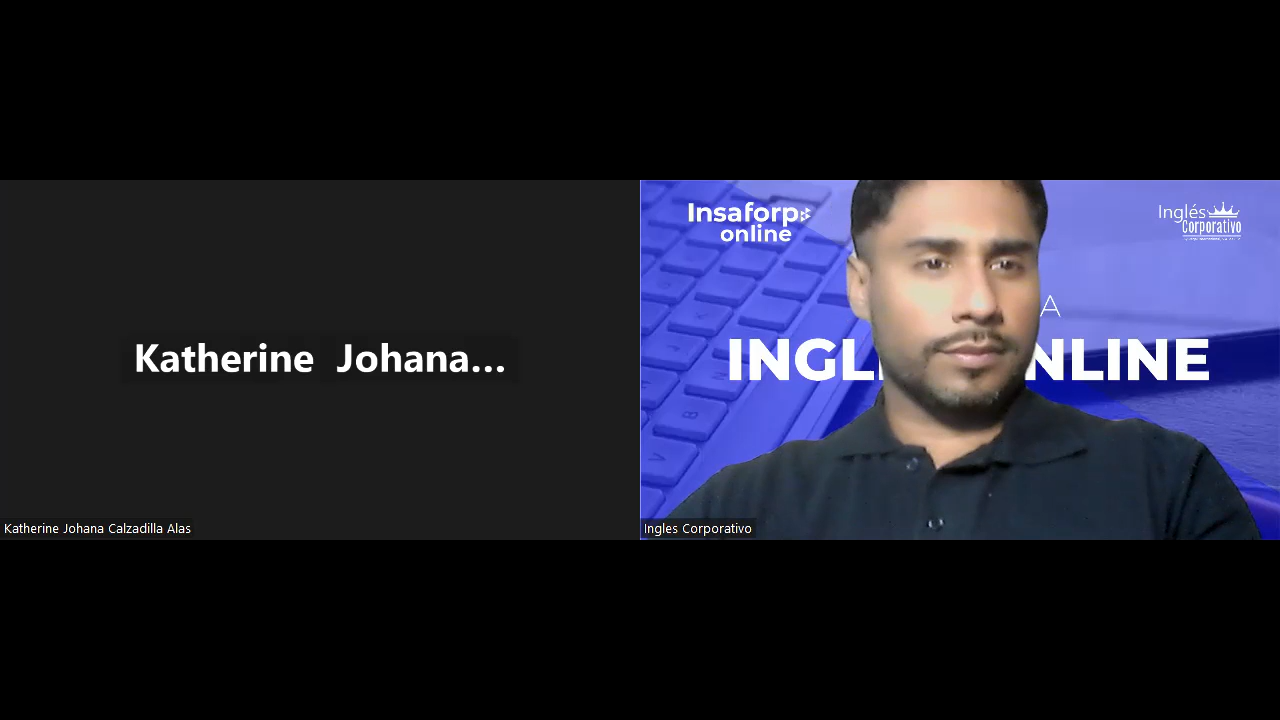 Katherine Johana...
Katherine Johana Calzadilla Alas
Insaforp
online
Inglés
Corporativo
A
INGL NLINE
Ingles Corporativo